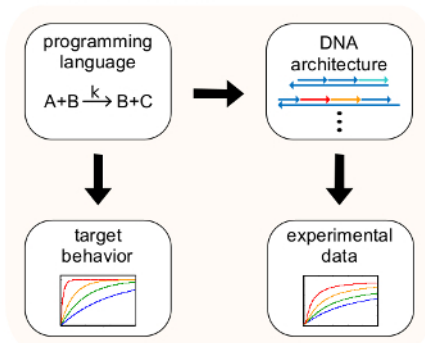 programming
language
A+B k→ B+C
DNA
architecture
target
behavior
experimental
data